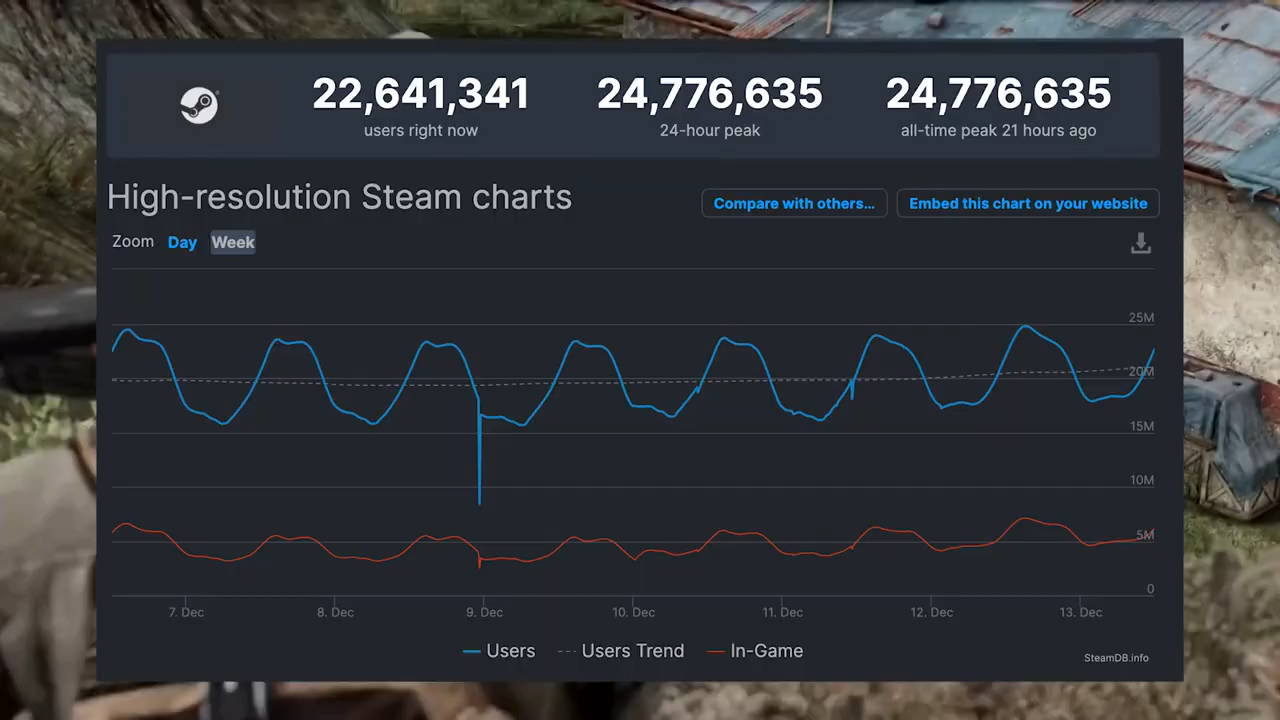 22,641,341
users right now
24,776,635
24-hour peak
24,776,635
all-time peak 21 hours ago
High-resolution Steam charts
Compare with others...
Embed this chart on your website
Zoom Day Week
25M
20M
15M
10M
5M
0
7. Dec 8. Dec 9. Dec 10. Dec 11. Dec 12. Dec 13. Dec
Users Users Trend In-Game
SteamDB.info